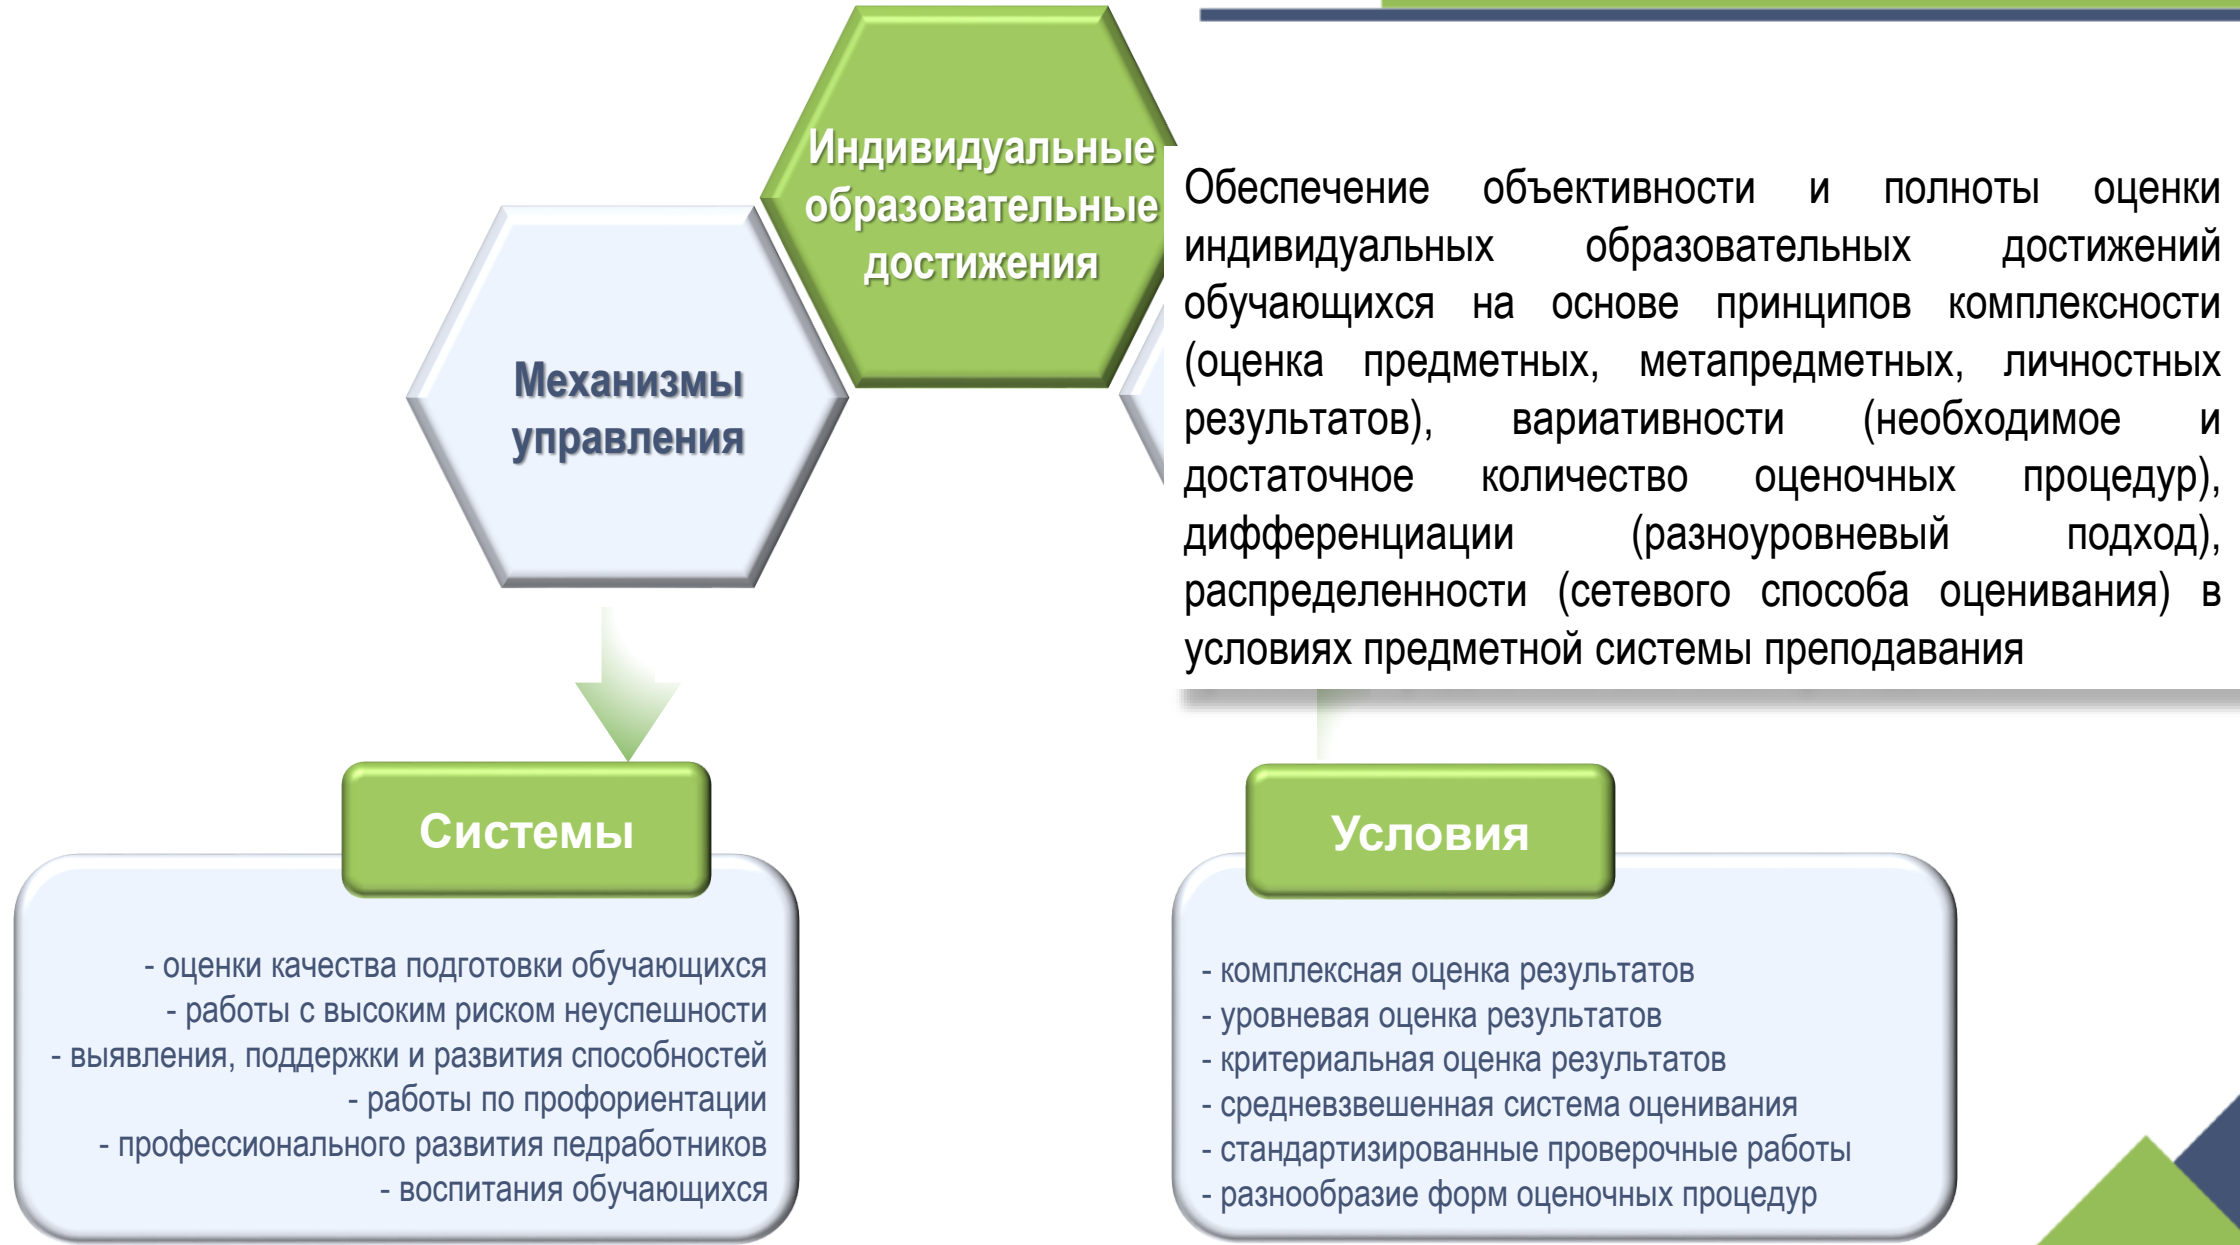 Индивидуальные
образовательные
достижения
Механизмы
управления
Обеспечение объективности и полноты оценки
индивидуальных образовательных достижений
обучающихся на основе принципов комплексности
(оценка предметных, метапредметных, личностных
результатов), вариативности (необходимое и
достаточное количество оценочных процедур),
дифференциации (разноуровневый подход),
распределенности (сетевого способа оценивания) в
условиях предметной системы преподавания
Системы
- оценки качества подготовки обучающихся
- работы с высоким риском неуспешности
- выявления, поддержки и развития способностей
- работы по профориентации
- профессионального развития педработников
- воспитания обучающихся
Условия
- комплексная оценка результатов
- уровневая оценка результатов
- критериальная оценка результатов
- средневзвешенная система оценивания
- стандартизированные проверочные работы
- разнообразие форм оценочных процедур